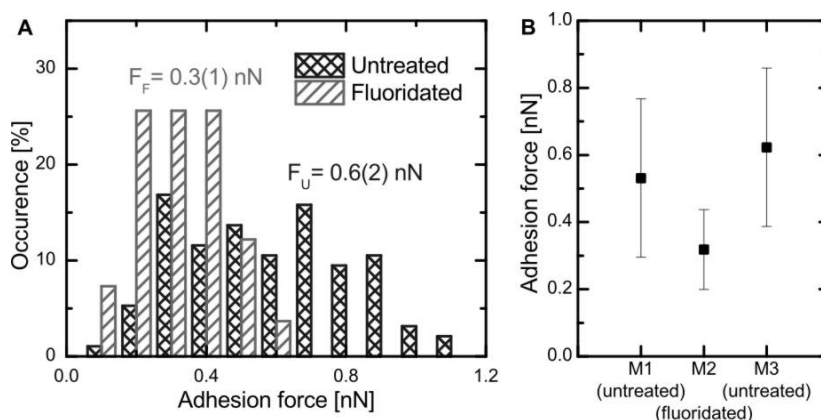 A
B
F_F = 0.3(1) nN
Untreated
Fluoridated
F_U = 0.6(2) nN
Occurence [%]
30
20
10
0
0.0 0.4 0.8 1.2
Adhesion force [nN]
Adhesion force [nN]
1.0
0.8
0.6
0.4
0.2
0.0
M1 M2 M3
(untreated) (untreated)
(fluoridated)